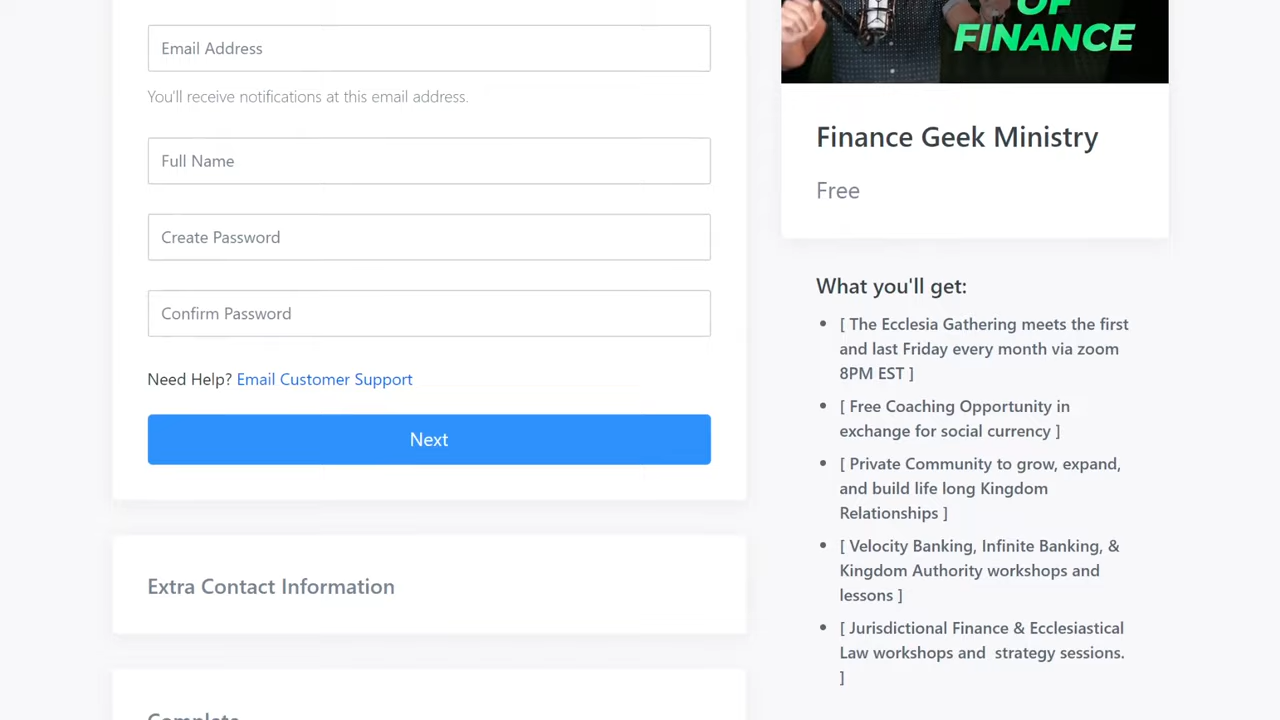 Email Address
You'll receive notifications at this email address.
Full Name
Create Password
Confirm Password
Need Help? Email Customer Support
Next
Extra Contact Information
Complete
OF
FINANCE
Finance Geek Ministry
Free
What you'll get:
[ The Ecclesia Gathering meets the first
and last Friday every month via zoom
8PM EST ]
[ Free Coaching Opportunity in
exchange for social currency ]
[ Private Community to grow, expand,
and build life long Kingdom
Relationships ]
[ Velocity Banking, Infinite Banking, &
Kingdom Authority workshops and
lessons ]
[ Jurisdictional Finance & Ecclesiastical
Law workshops and  strategy sessions.
]